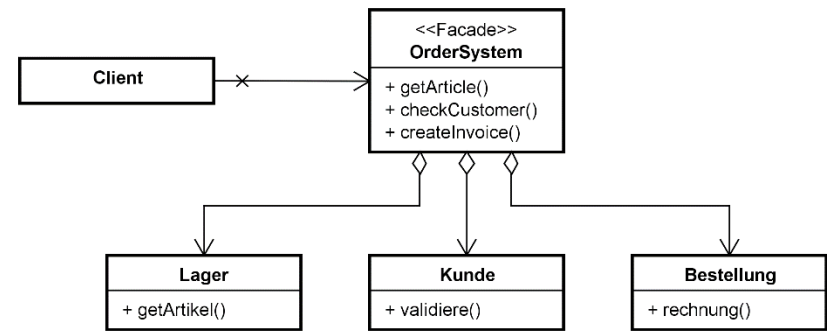 <<Facade>>
OrderSystem
Client
+ getArticle()
+ checkCustomer()
+ createInvoice()
Lager
+ getArtikel()
Kunde
+ validiere()
Bestellung
+ rechnung()